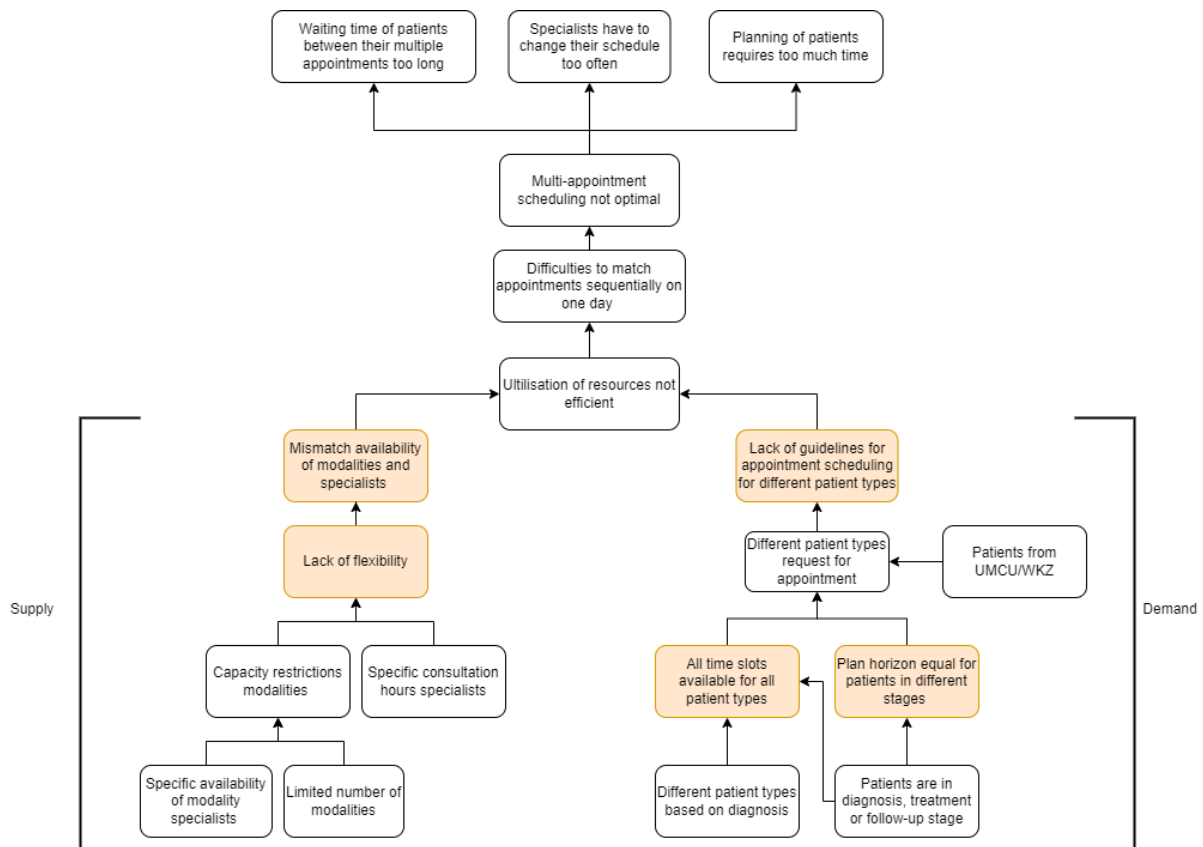 Waiting time of patients
between their multiple
appointments too long
Specialists have to
change their schedule
too often
Planning of patients
requires too much time
Multi-appointment
scheduling not optimal
Difficulties to match
appointments sequentially on
one day
Ultilisation of resources not
efficient
Mismatch availability
of modalities and
specialists
Lack of guidelines for
appointment scheduling
for different patient types
Lack of flexibility
Different patient types
request for
appointment
Patients from
UMCU/WKZ
Supply
Demand
Capacity restrictions
modalities
Specific consultation
hours specialists
All time slots
available for all
patient types
Plan horizon equal for
patients in different
stages
Specific availability
of modality
specialists
Limited number of
modalities
Different patient types
based on diagnosis
Patients are in
diagnosis, treatment
or follow-up stage